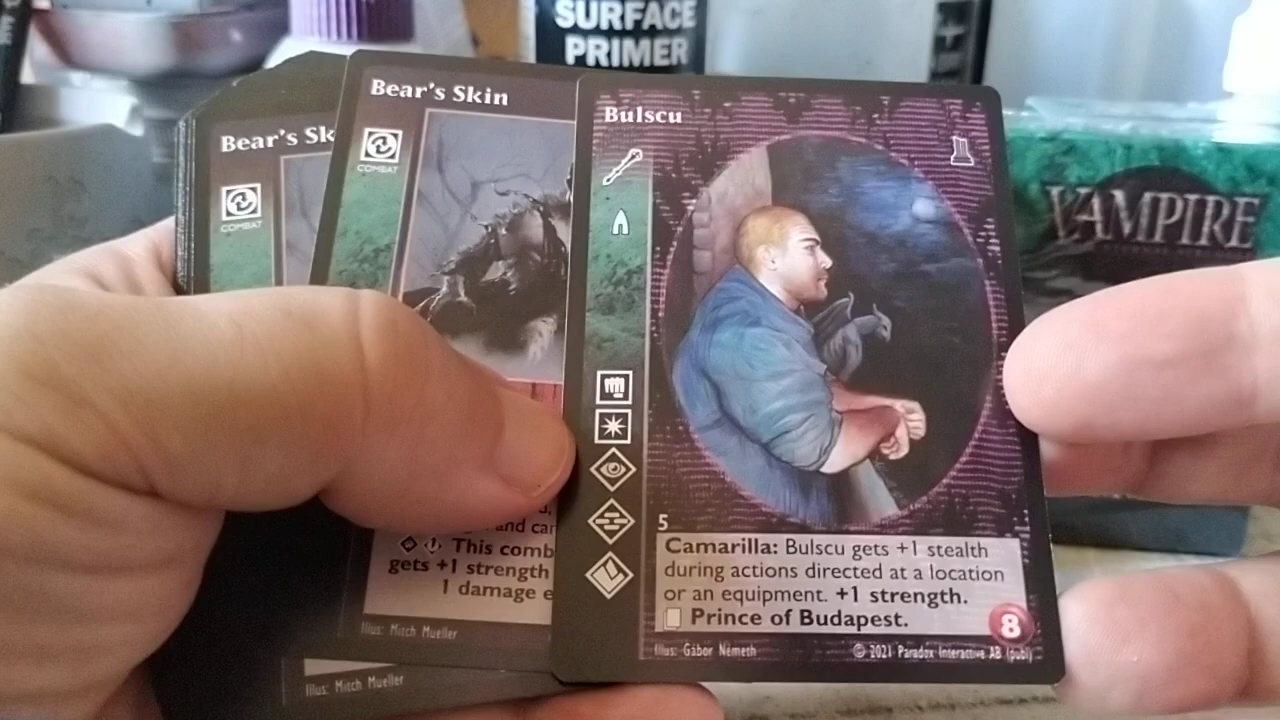 SURFACE
PRIMER
VAMPIRE
Bear's Sk
COMBAT
Illus: Mitch Mueller
Bear's Skin
COMBAT
and can
This comb
gets +1 strength
1 damage e
Illus: Mitch Mueller
Bulscu
5
Camarilla: Bulscu gets +1 stealth
during actions directed at a location
or an equipment. +1 strength.
Prince of Budapest.
8
Illus: Gábor Németh
© 2021 Paradox Interactive AB (publ)